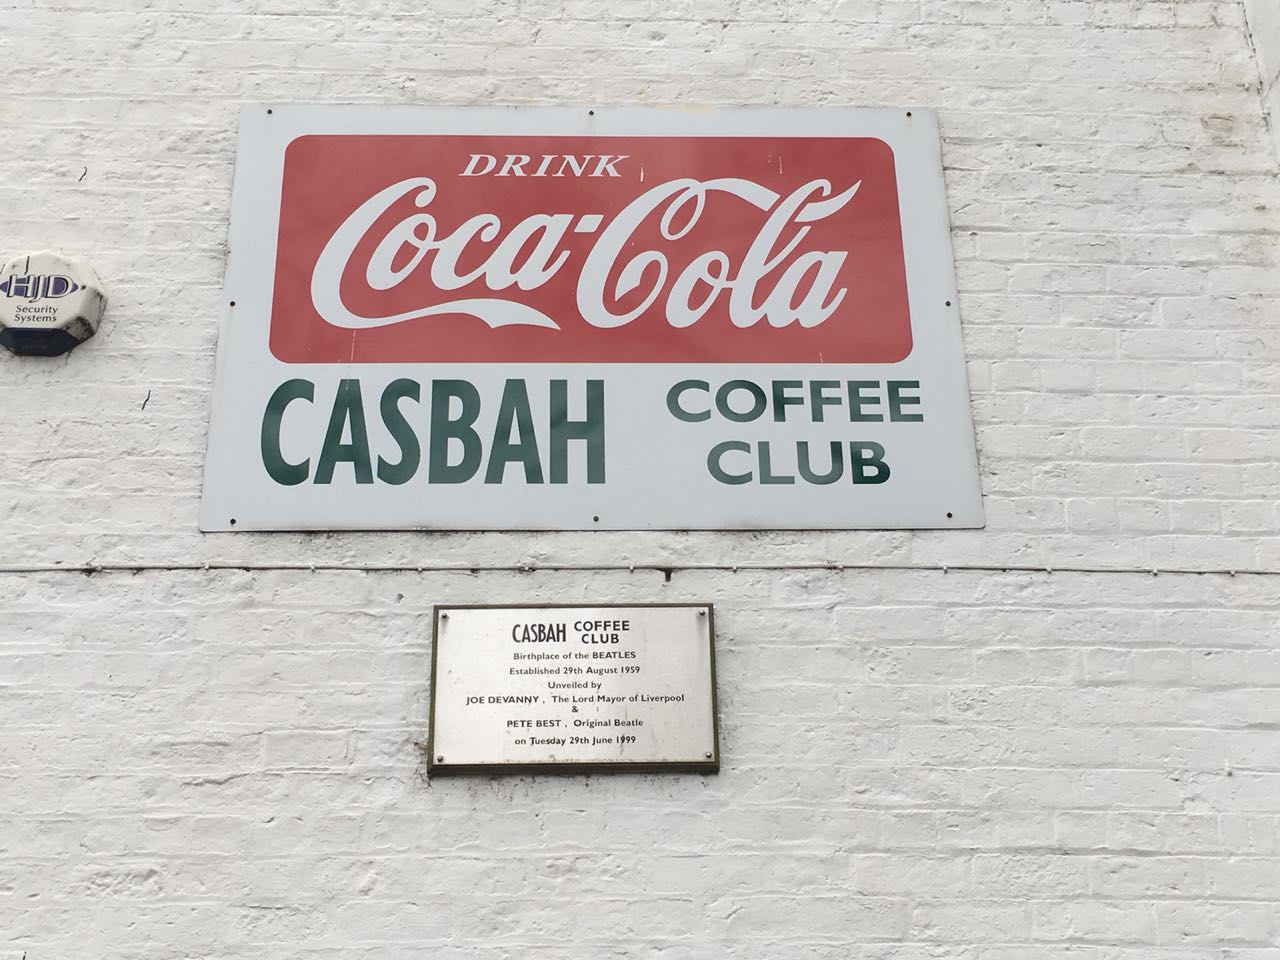 DRINK
Coca-Cola
CASBAH COFFEE
CLUB
HJD
Security
Systems
CASBAH COFFEE
CLUB
Birthplace of the BEATLES
Established 29th August 1959
Unveiled by
JOE DEVANNY , The Lord Mayor of Liverpool
&
PETE BEST , Original Beatle
on Tuesday 29th June 1999